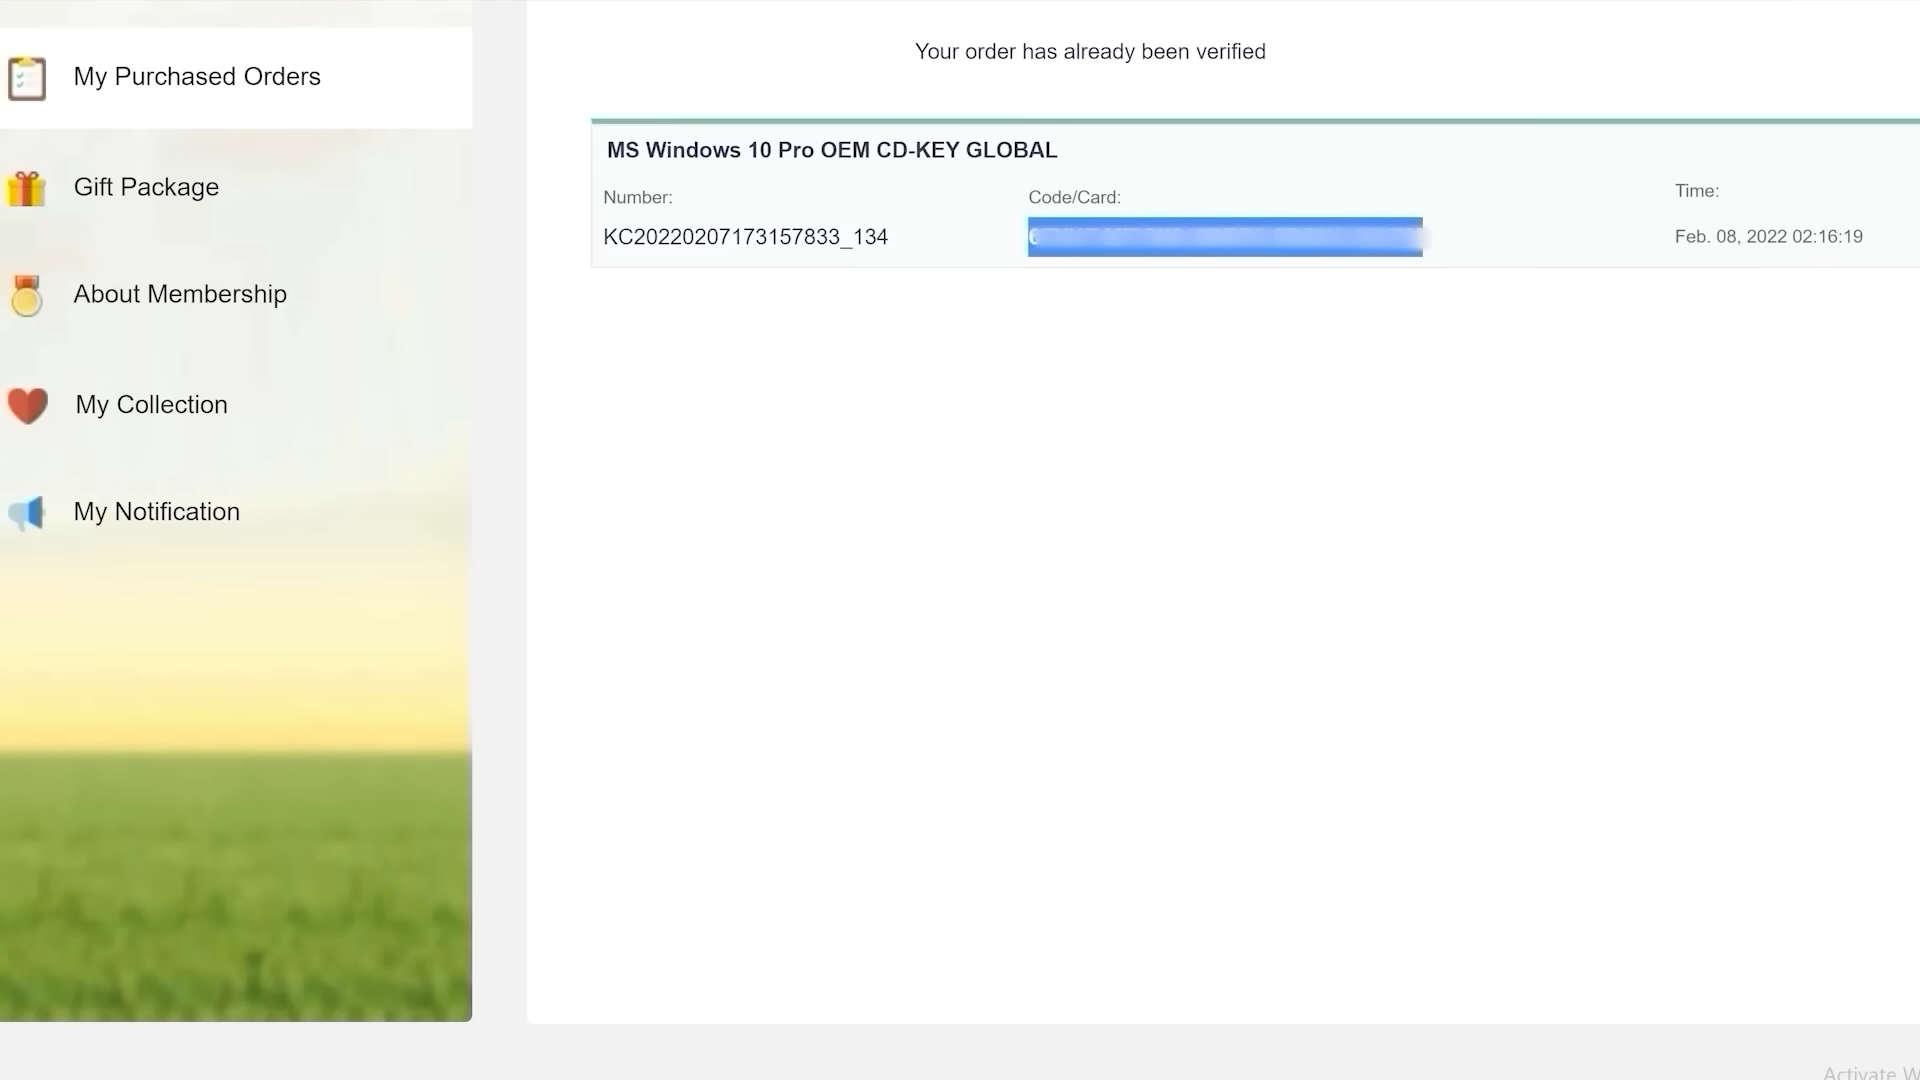 My Purchased Orders
Gift Package
About Membership
My Collection
My Notification
Your order has already been verified
MS Windows 10 Pro OEM CD-KEY GLOBAL
Number:
Code/Card:
Time:
KC20220207173157833_134
Feb. 08, 2022 02:16:19
Activate W